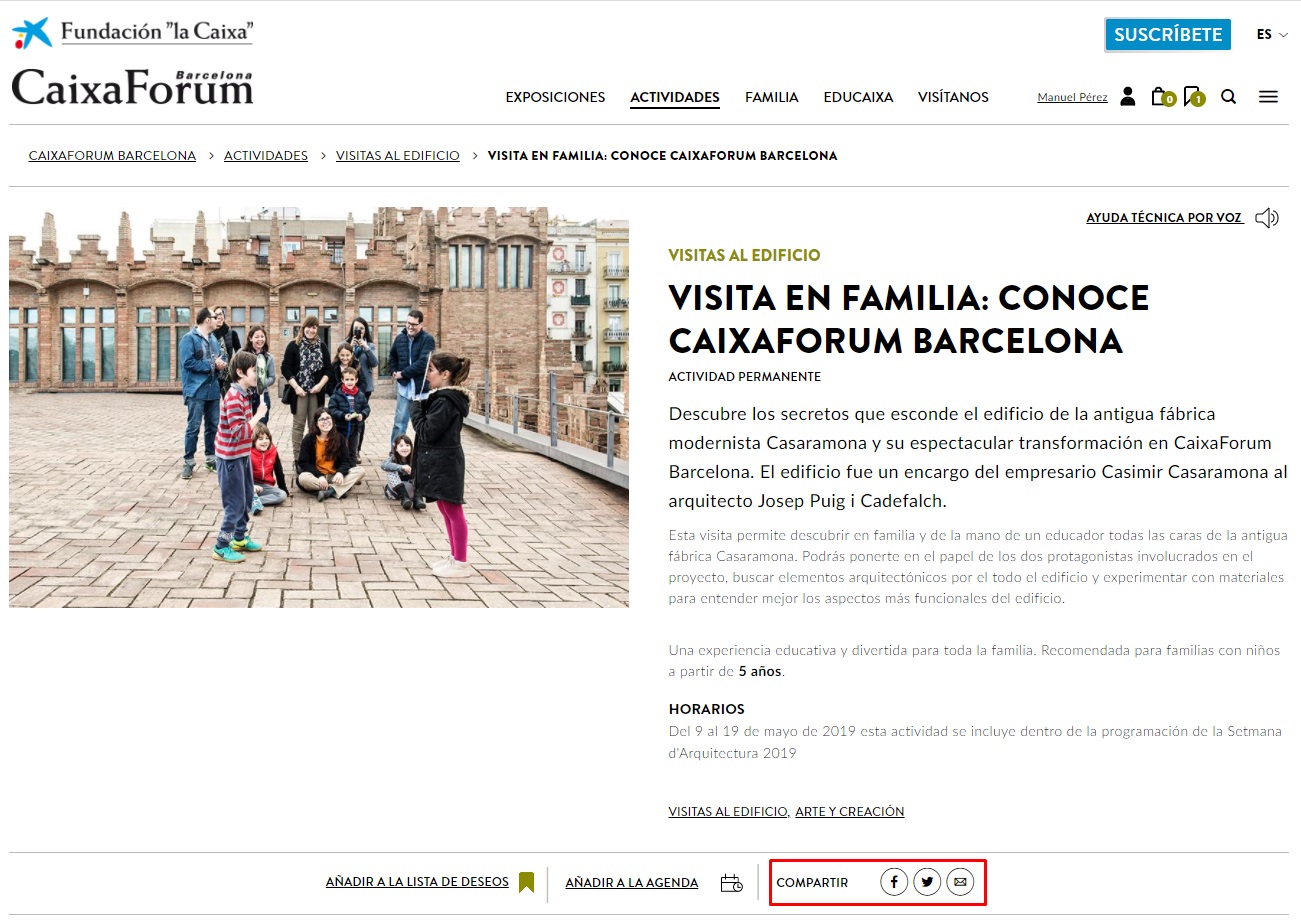 Fundación "la Caixa"
SUSCRÍBETE
ES
CaixaForum
Barcelona
EXPOSICIONES ACTIVIDADES FAMILIA EDUCAIXA VISÍTANOS
Manuel Pérez 0 1
CAIXAFORUM BARCELONA > ACTIVIDADES > VISITAS AL EDIFICIO > VISITA EN FAMILIA: CONOCE CAIXAFORUM BARCELONA
AYUDA TÉCNICA POR VOZ
VISITAS AL EDIFICIO
VISITA EN FAMILIA: CONOCE
CAIXAFORUM BARCELONA
ACTIVIDAD PERMANENTE
Descubre los secretos que esconde el edificio de la antigua fábrica
modernista Casaramona y su espectacular transformación en CaixaForum
Barcelona. El edificio fue un encargo del empresario Casimir Casaramona al
arquitecto Josep Puig i Cadefalch.
Esta visita permite descubrir en familia y de la mano de un educador todas las caras de la antigua
fábrica Casaramona. Podrás ponerte en el papel de los dos protagonistas involucrados en el
proyecto, buscar elementos arquitectónicos por el todo el edificio y experimentar con materiales
para entender mejor los aspectos más funcionales del edificio.
Una experiencia educativa y divertida para toda la familia. Recomendada para familias con niños
a partir de 5 años.
HORARIOS
Del 9 al 19 de mayo de 2019 esta actividad se incluye dentro de la programación de la Setmana
d'Arquitectura 2019
VISITAS AL EDIFICIO, ARTE Y CREACIÓN
AÑADIR A LA LISTA DE DESEOS
AÑADIR A LA AGENDA
COMPARTIR